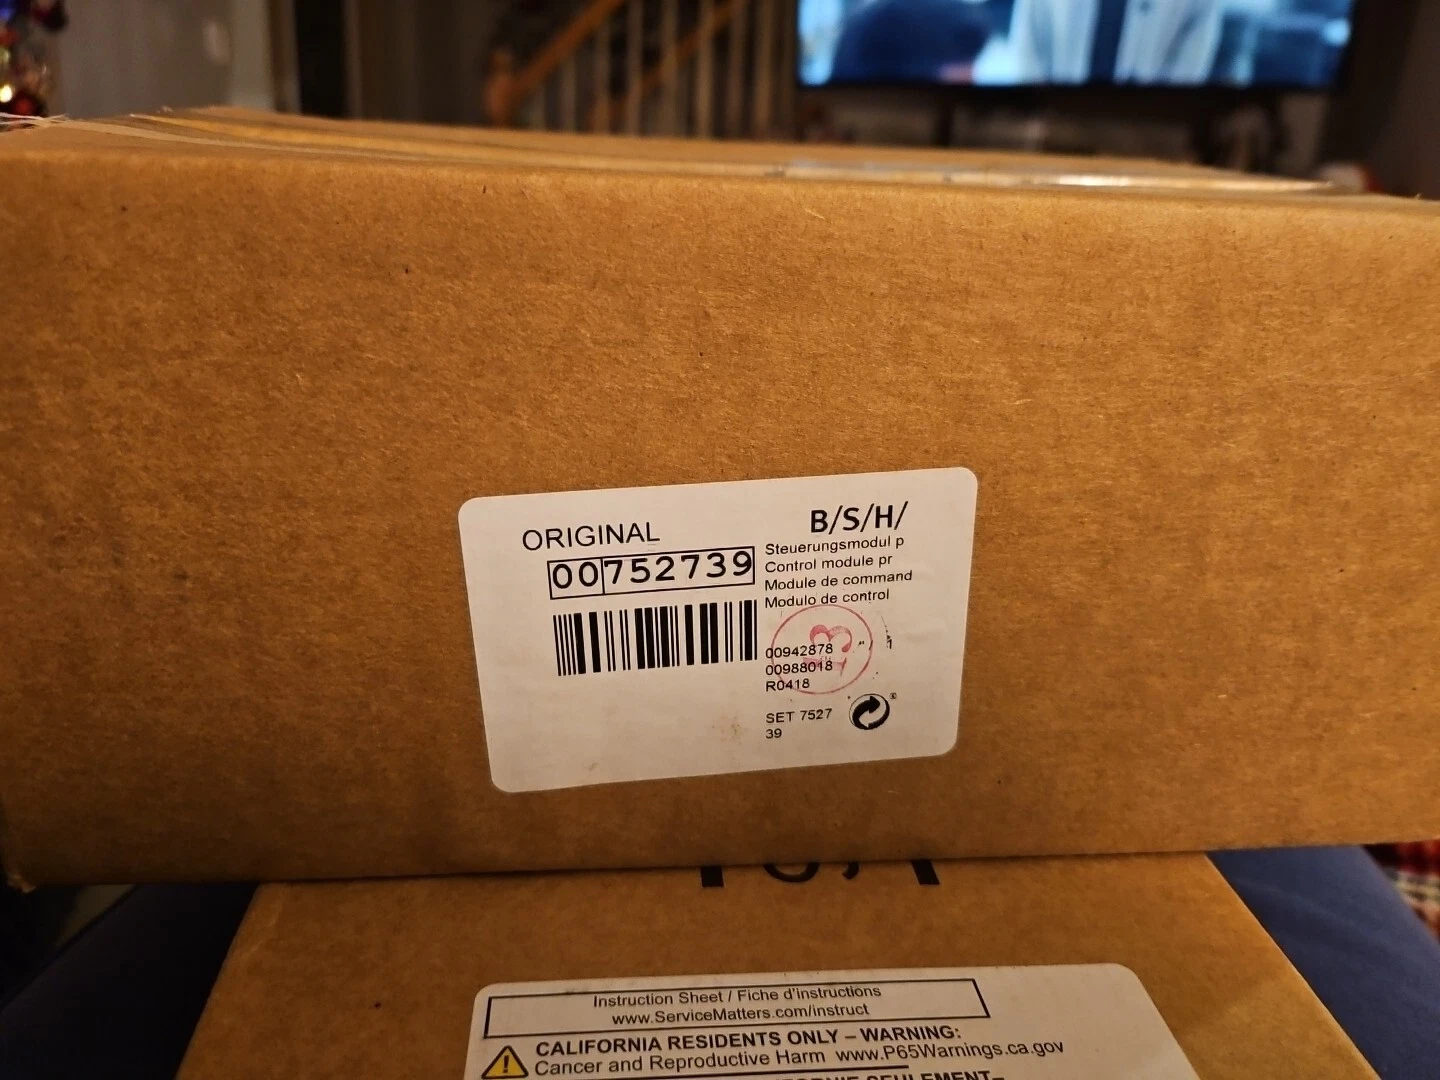 ORIGINAL
B/S/H/
00752739
Steuerungsmodul p
Control module pr
Module de command
Modulo de control
00942878
00988018
R0418
SET 7527
39
Instruction Sheet / Fiche d'instructions
www.ServiceMatters.com/instruct
CALIFORNIA RESIDENTS ONLY – WARNING:
Cancer and Reproductive Harm www.P65Warnings.ca.gov